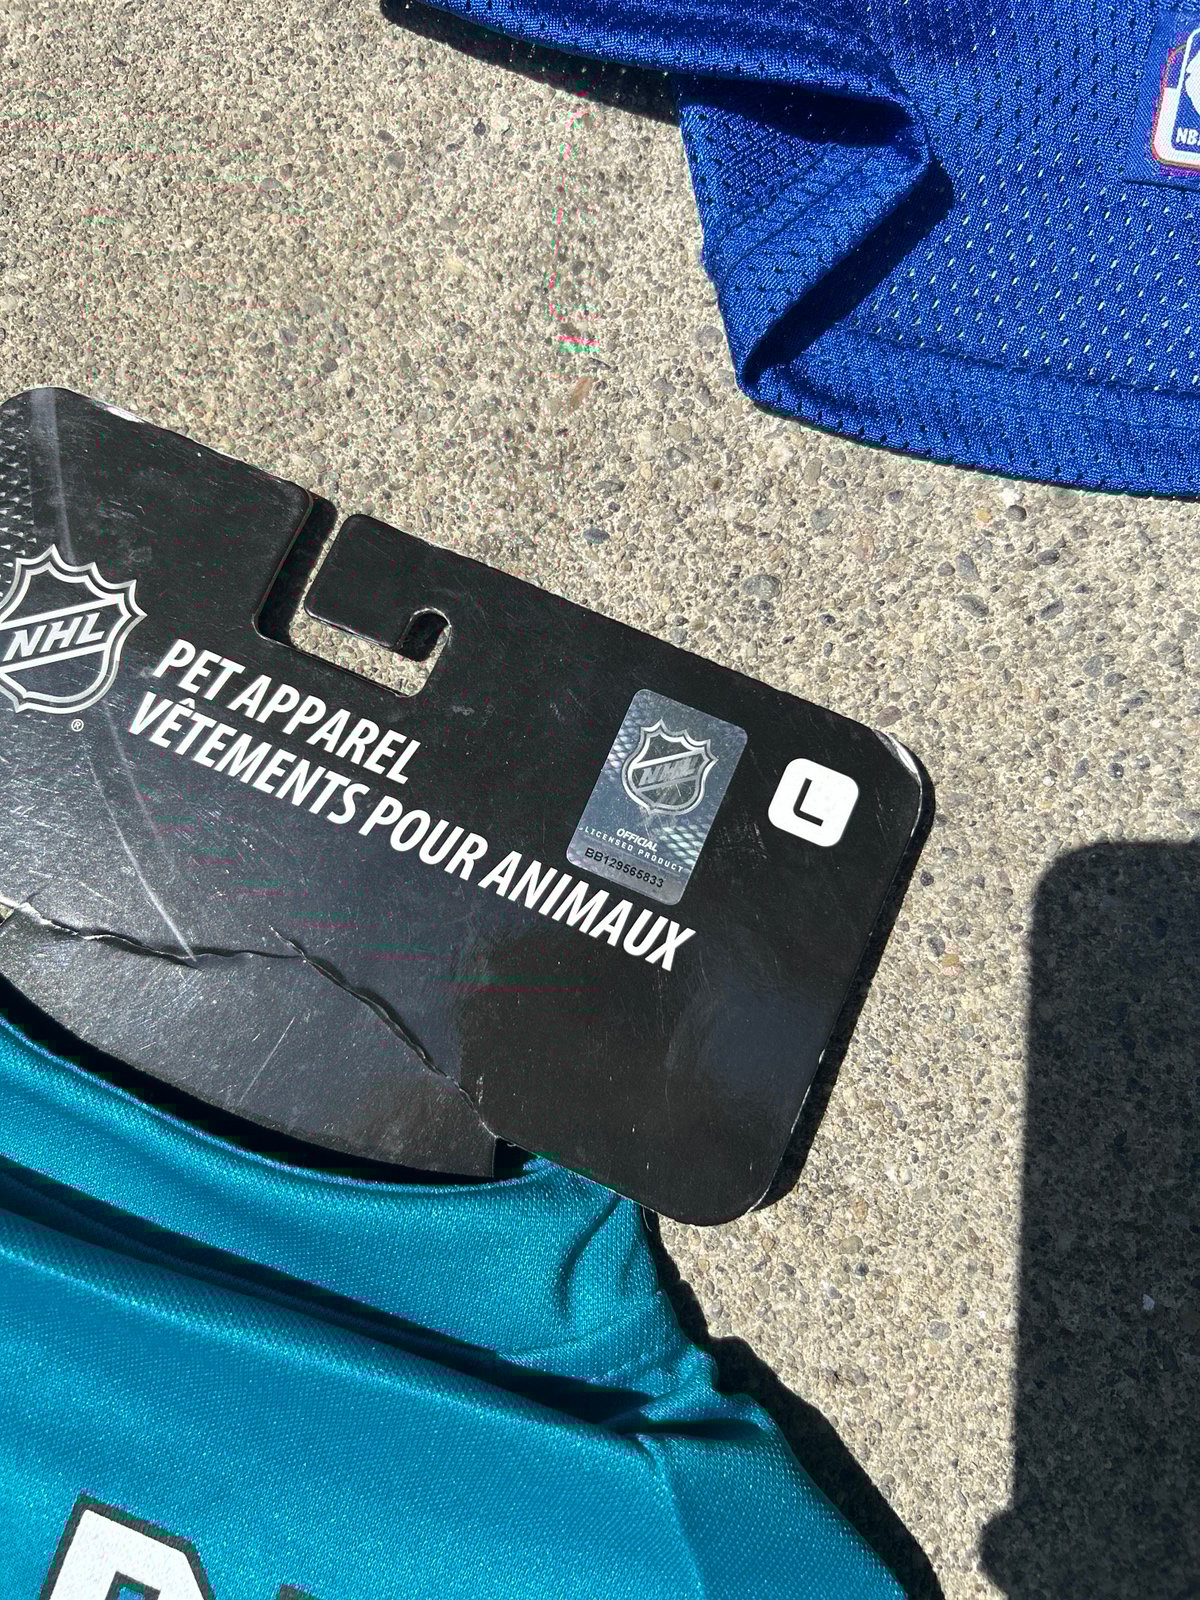 NHL
®
PET APPAREL
VÊTEMENTS POUR ANIMAUX
NHL
OFFICIAL
LICENSED PRODUCT
BB129565833
L